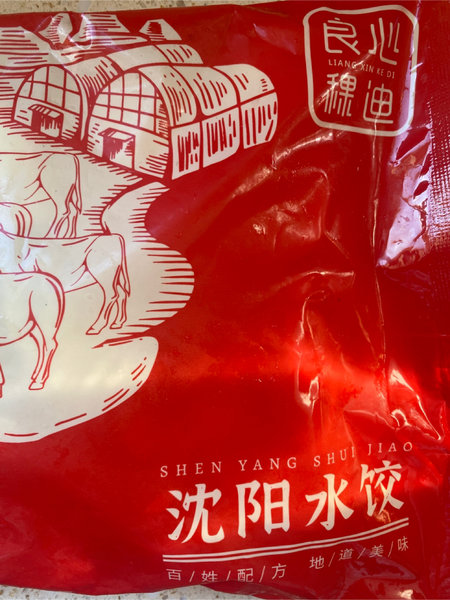 良心
LIANG XIN KE DI
稞迪
SHEN YANG SHUI JIAO
沈阳水饺
百/姓/配/方 地/道/美/味